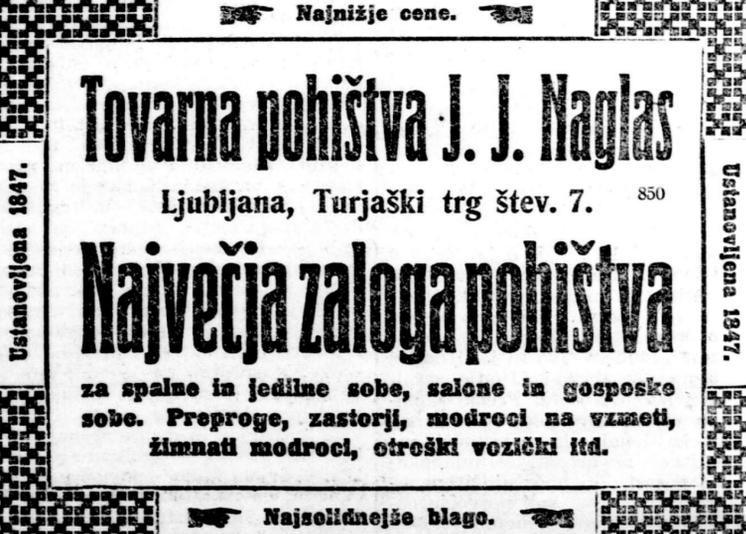 Najnižje cene.
Tovarna pohištva J. J. Naglas
Ljubljana, Turjaški trg štev. 7. 850
Največja zaloga pohištva
za spalne in jedilne sobe, salone in gosposke
sobe. Preproge, zastorji, modroci na vzmeti,
žimnati modroci, otroški vozički itd.
Najsolidnejše blago.
Ustanovljena 1847.
Ustanovljena 1847.